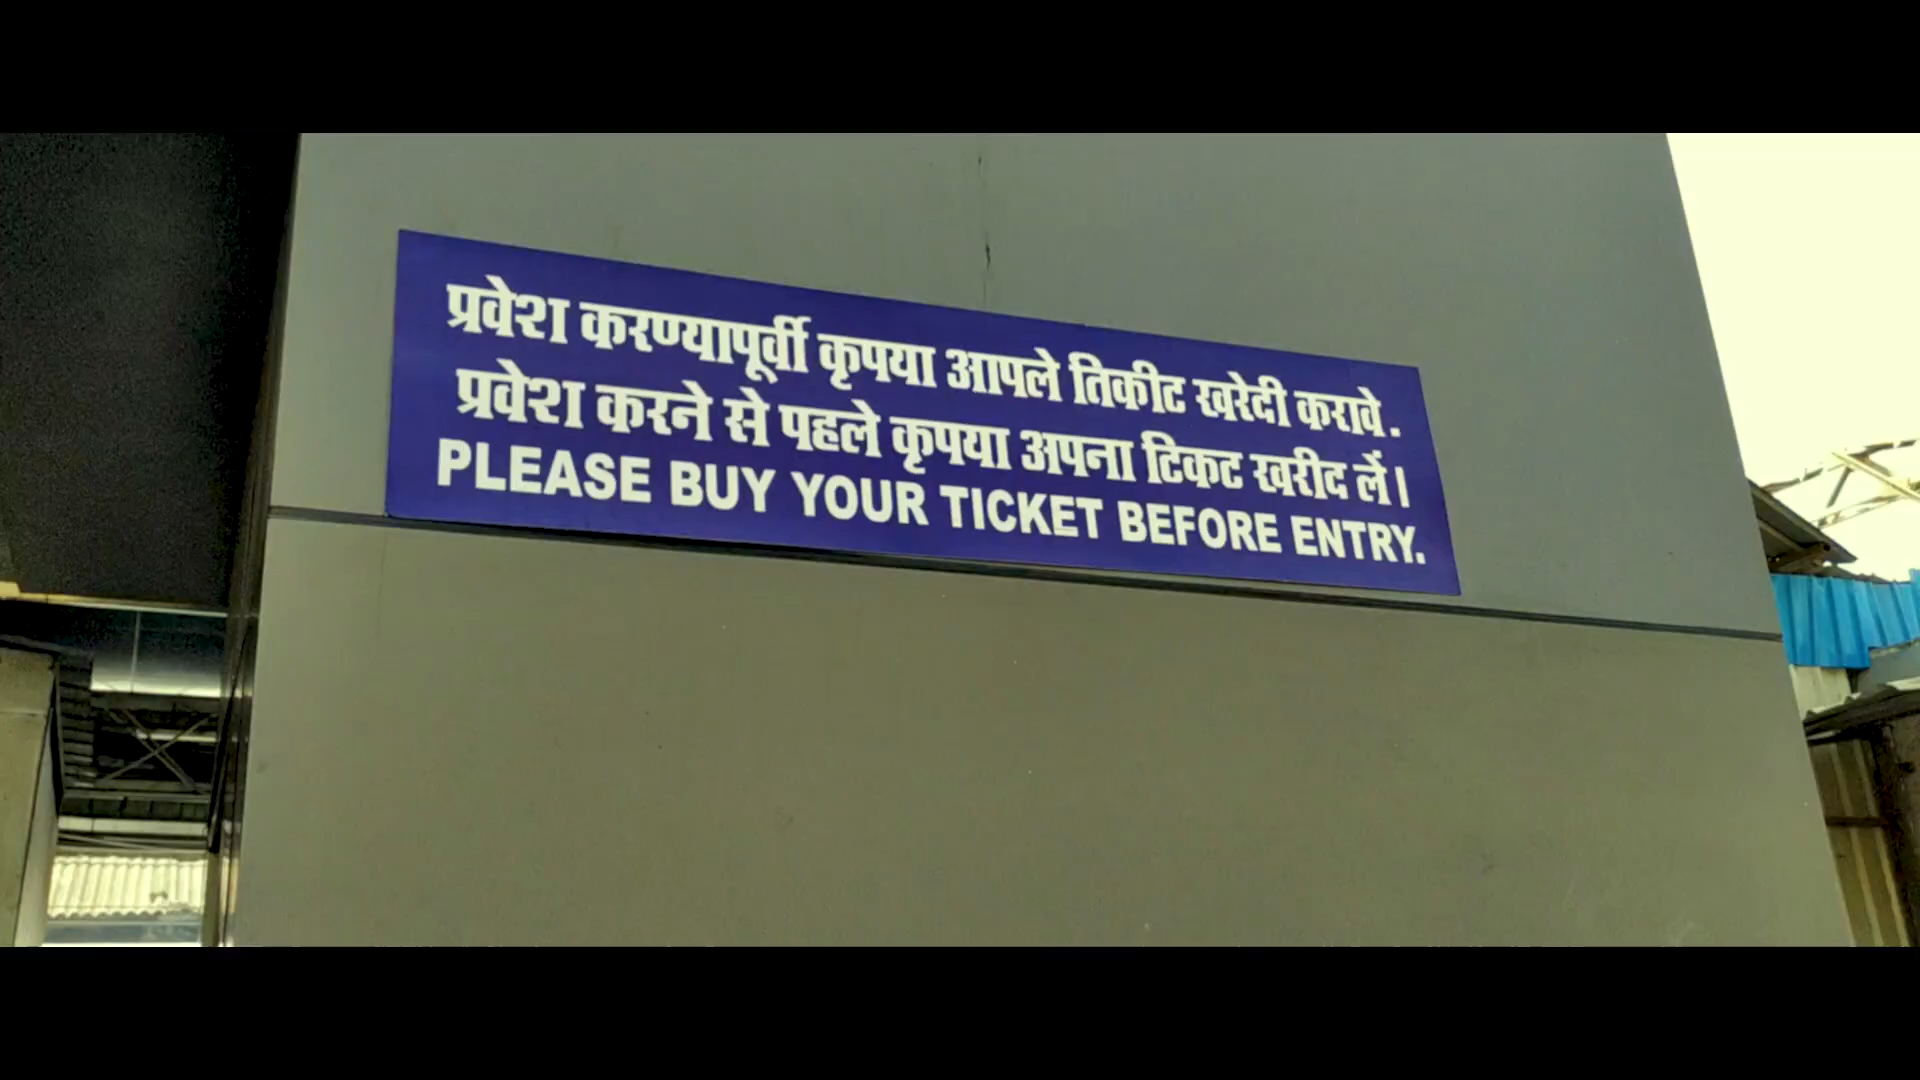 प्रवेश करण्यापूर्वी कृपया आपले तिकीट खरेदी करावे.
प्रवेश करने से पहले कृपया अपना टिकट खरीद लें।
PLEASE BUY YOUR TICKET BEFORE ENTRY.